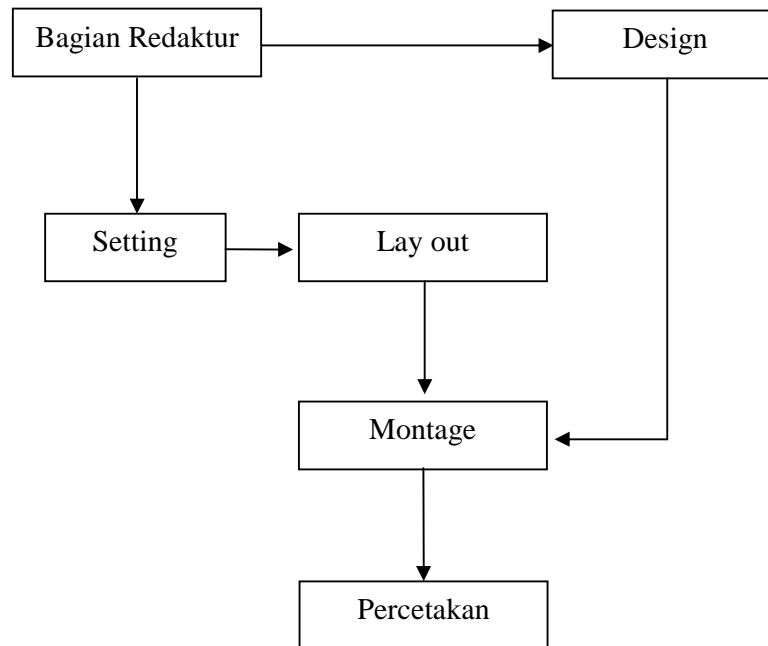 Bagian Redaktur
Design
Setting
Lay out
Montage
Percetakan